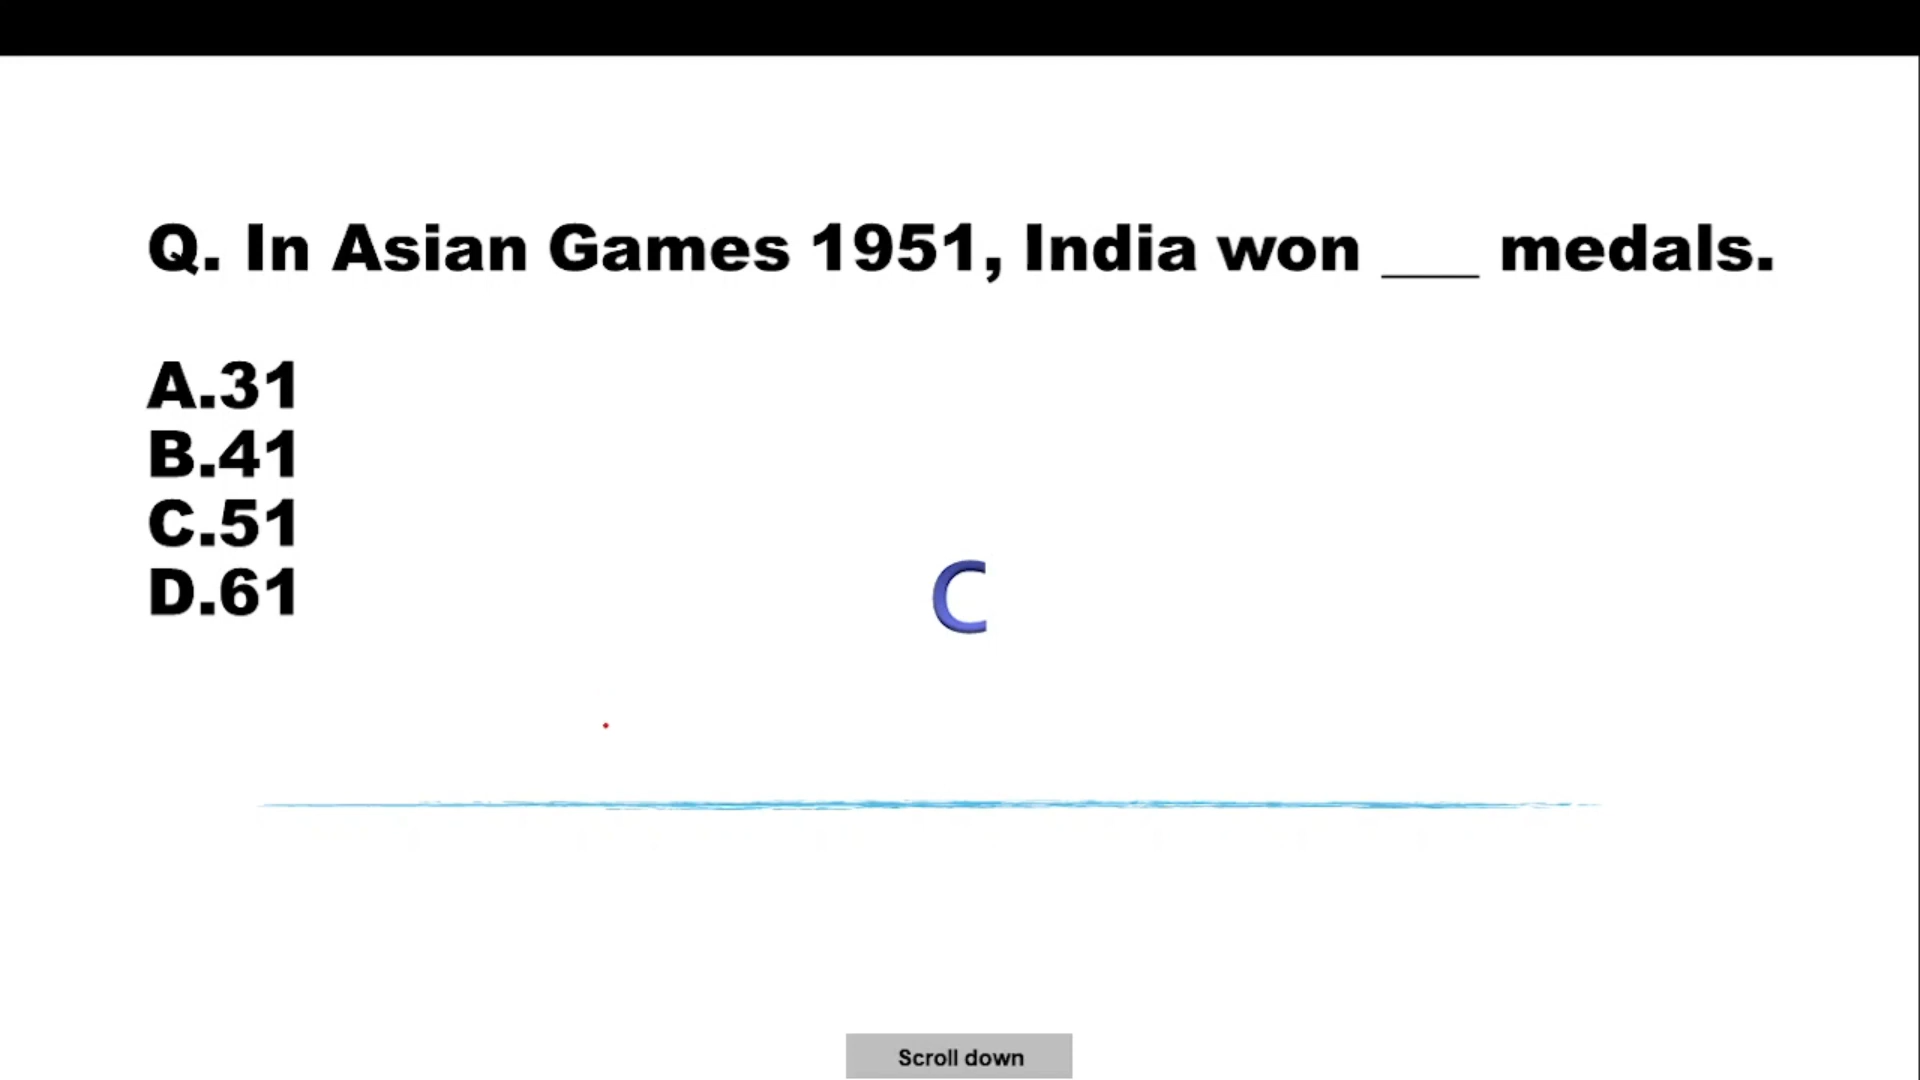 Q. In Asian Games 1951, India won ___ medals.
A.31
B.41
C.51
D.61
C
Scroll down